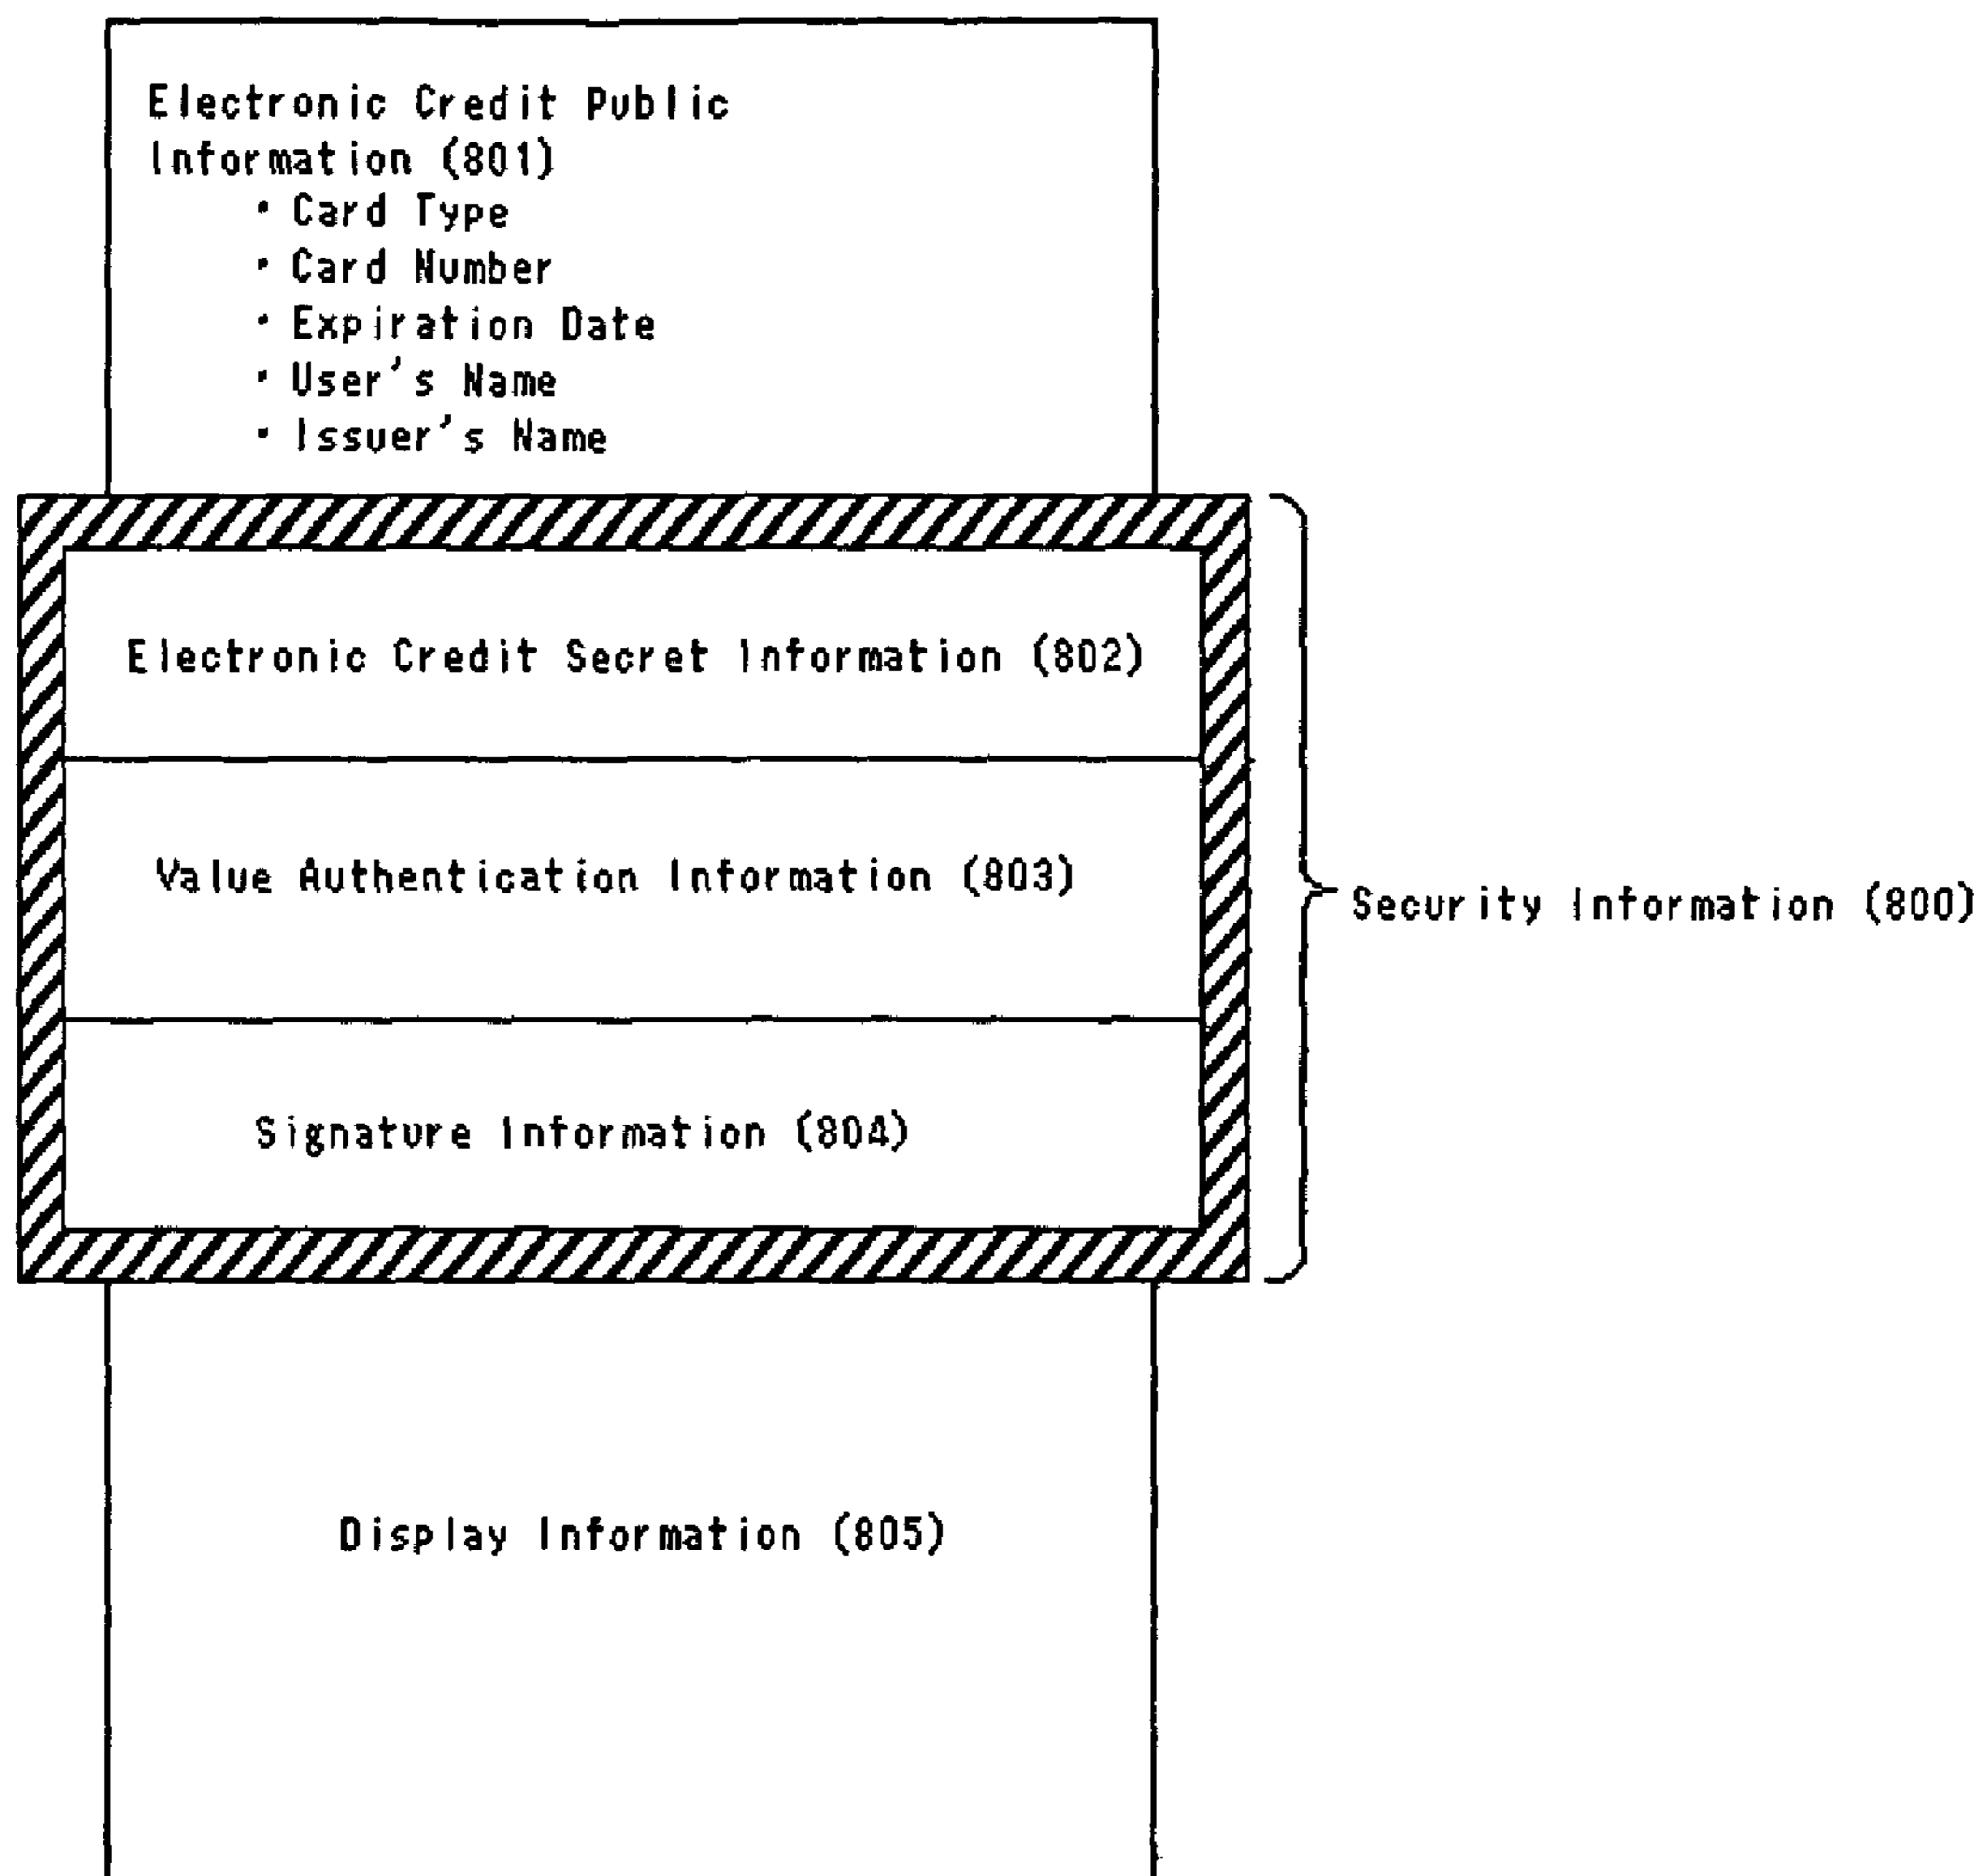 Electronic Credit Public
Information (801)
· Card Type
· Card Number
· Expiration Date
· User's Name
· Issuer's Name
Electronic Credit Secret Information (802)
Value Authentication Information (803)
Security Information (800)
Signature Information (804)
Display Information (805)